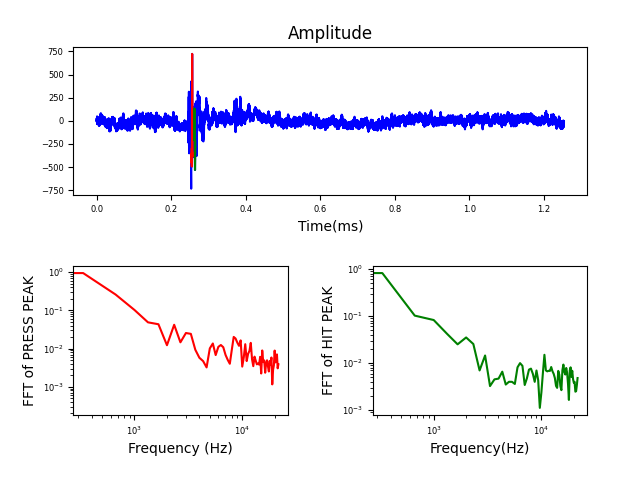 Amplitude
750
500
250
0
−250
−500
−750
0.0 0.2 0.4 0.6 0.8 1.0 1.2
Time(ms)
FFT of PRESS PEAK
10⁰
10⁻¹
10⁻²
10⁻³
10³ 10⁴
Frequency (Hz)
FFT of HIT PEAK
10⁰
10⁻¹
10⁻²
10⁻³
10³ 10⁴
Frequency(Hz)